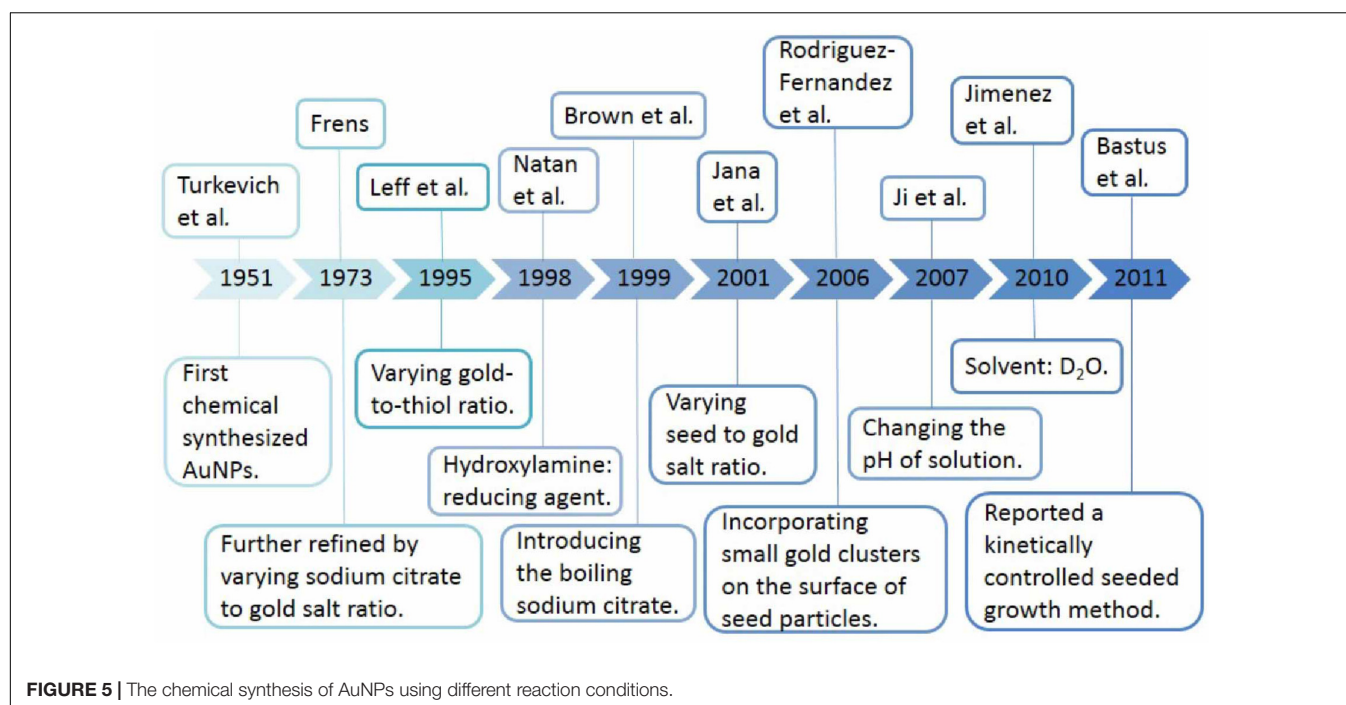 Turkevich
et al.
Frens
Leff et al.
Natan
et al.
Brown et al.
Jana
et al.
Rodriguez-
Fernandez
et al.
Ji et al.
Jimenez
et al.
Bastus
et al.
1951
1973
1995
1998
1999
2001
2006
2007
2010
2011
First
chemical
synthesized
AuNPs.
Further refined by
varying sodium citrate
to gold salt ratio.
Varying gold-
to-thiol ratio.
Hydroxylamine:
reducing agent.
Introducing
the boiling
sodium citrate.
Varying
seed to gold
salt ratio.
Incorporating
small gold clusters
on the surface of
seed particles.
Changing the
pH of solution.
Solvent: D₂O.
Reported a
kinetically
controlled seeded
growth method.
FIGURE 5 | The chemical synthesis of AuNPs using different reaction conditions.